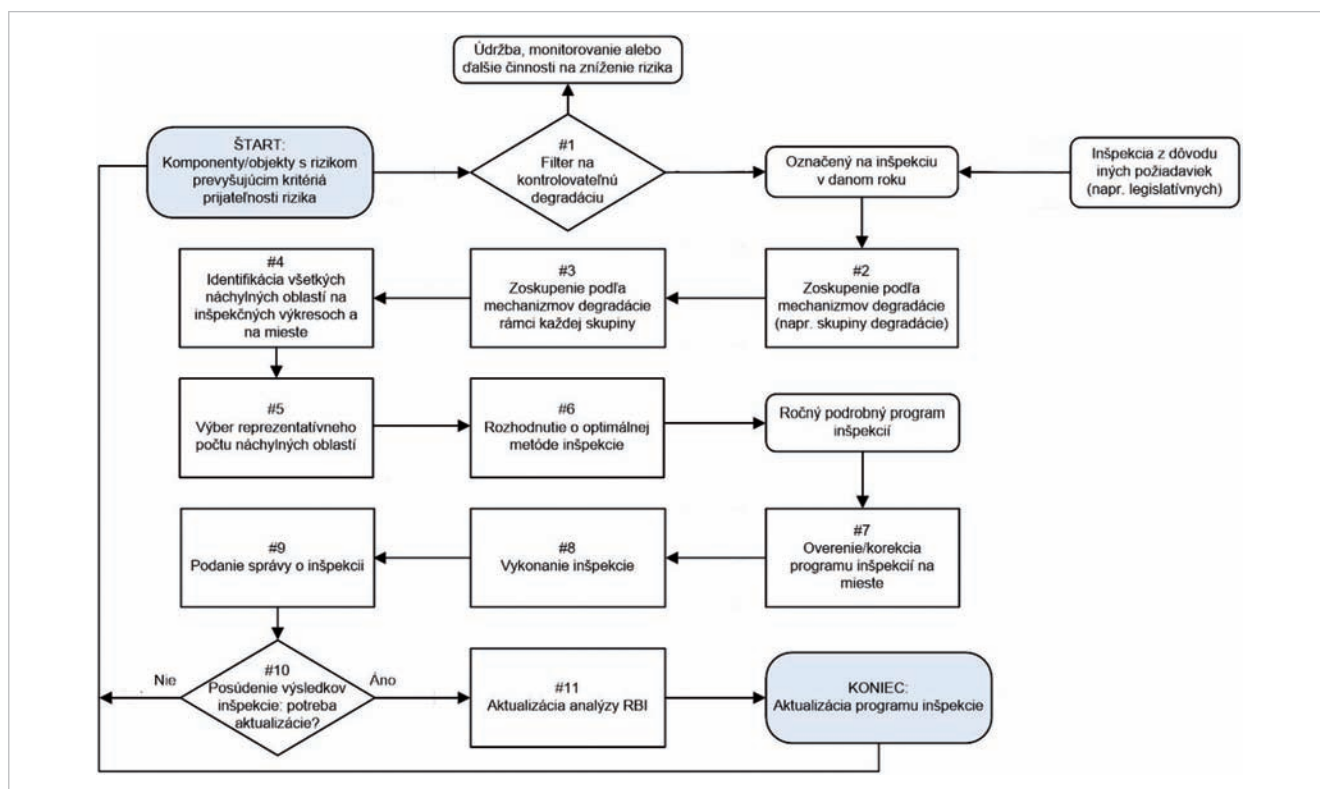 Údržba, monitorovanie alebo
ďalšie činnosti na zníženie rizika
ŠTART:
Komponenty/objekty s rizikom
prevyšujúcim kritériá
prijateľnosti rizika
#1
Filter na
kontrolovateľnú
degradáciu
Označený na inšpekciu
v danom roku
Inšpekcia z dôvodu
iných požiadaviek
(napr. legislatívnych)
#4
Identifikácia všetkých
náchylných oblastí na
inšpekčných výkresoch a
na mieste
#3
Zoskupenie podľa
mechanizmov degradácie
rámci každej skupiny
#2
Zoskupenie podľa
mechanizmov degradácie
(napr. skupiny degradácie)
#5
Výber reprezentatívneho
počtu náchylných oblastí
#6
Rozhodnutie o optimálnej
metóde inšpekcie
Ročný podrobný program
inšpekcií
#9
Podanie správy o inšpekcii
#8
Vykonanie inšpekcie
#7
Overenie/korekcia
programu inšpekcií na
mieste
Nie
#10
Posúdenie výsledkov
inšpekcie: potreba
aktualizácie?
Áno
#11
Aktualizácia analýzy RBI
KONIEC:
Aktualizácia programu inšpekcie